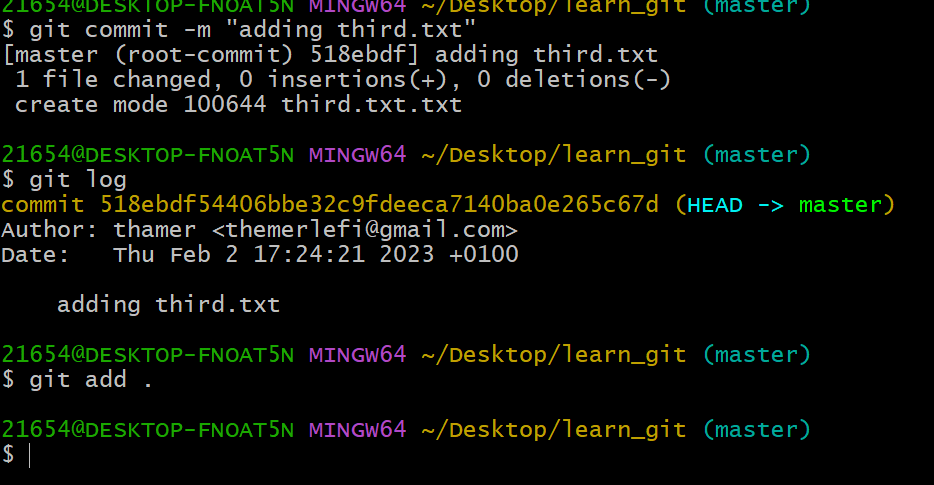 21654@DESKTOP-FNOAT5N MINGW64 ~/Desktop/learn_git (master)
$ git commit -m "adding third.txt"
[master (root-commit) 518ebdf] adding third.txt
 1 file changed, 0 insertions(+), 0 deletions(-)
 create mode 100644 third.txt.txt

21654@DESKTOP-FNOAT5N MINGW64 ~/Desktop/learn_git (master)
$ git log
commit 518ebdf54406bbe32c9fdeeca7140ba0e265c67d (HEAD -> master)
Author: thamer <themerlefi@gmail.com>
Date:   Thu Feb 2 17:24:21 2023 +0100

    adding third.txt

21654@DESKTOP-FNOAT5N MINGW64 ~/Desktop/learn_git (master)
$ git add .

21654@DESKTOP-FNOAT5N MINGW64 ~/Desktop/learn_git (master)
$